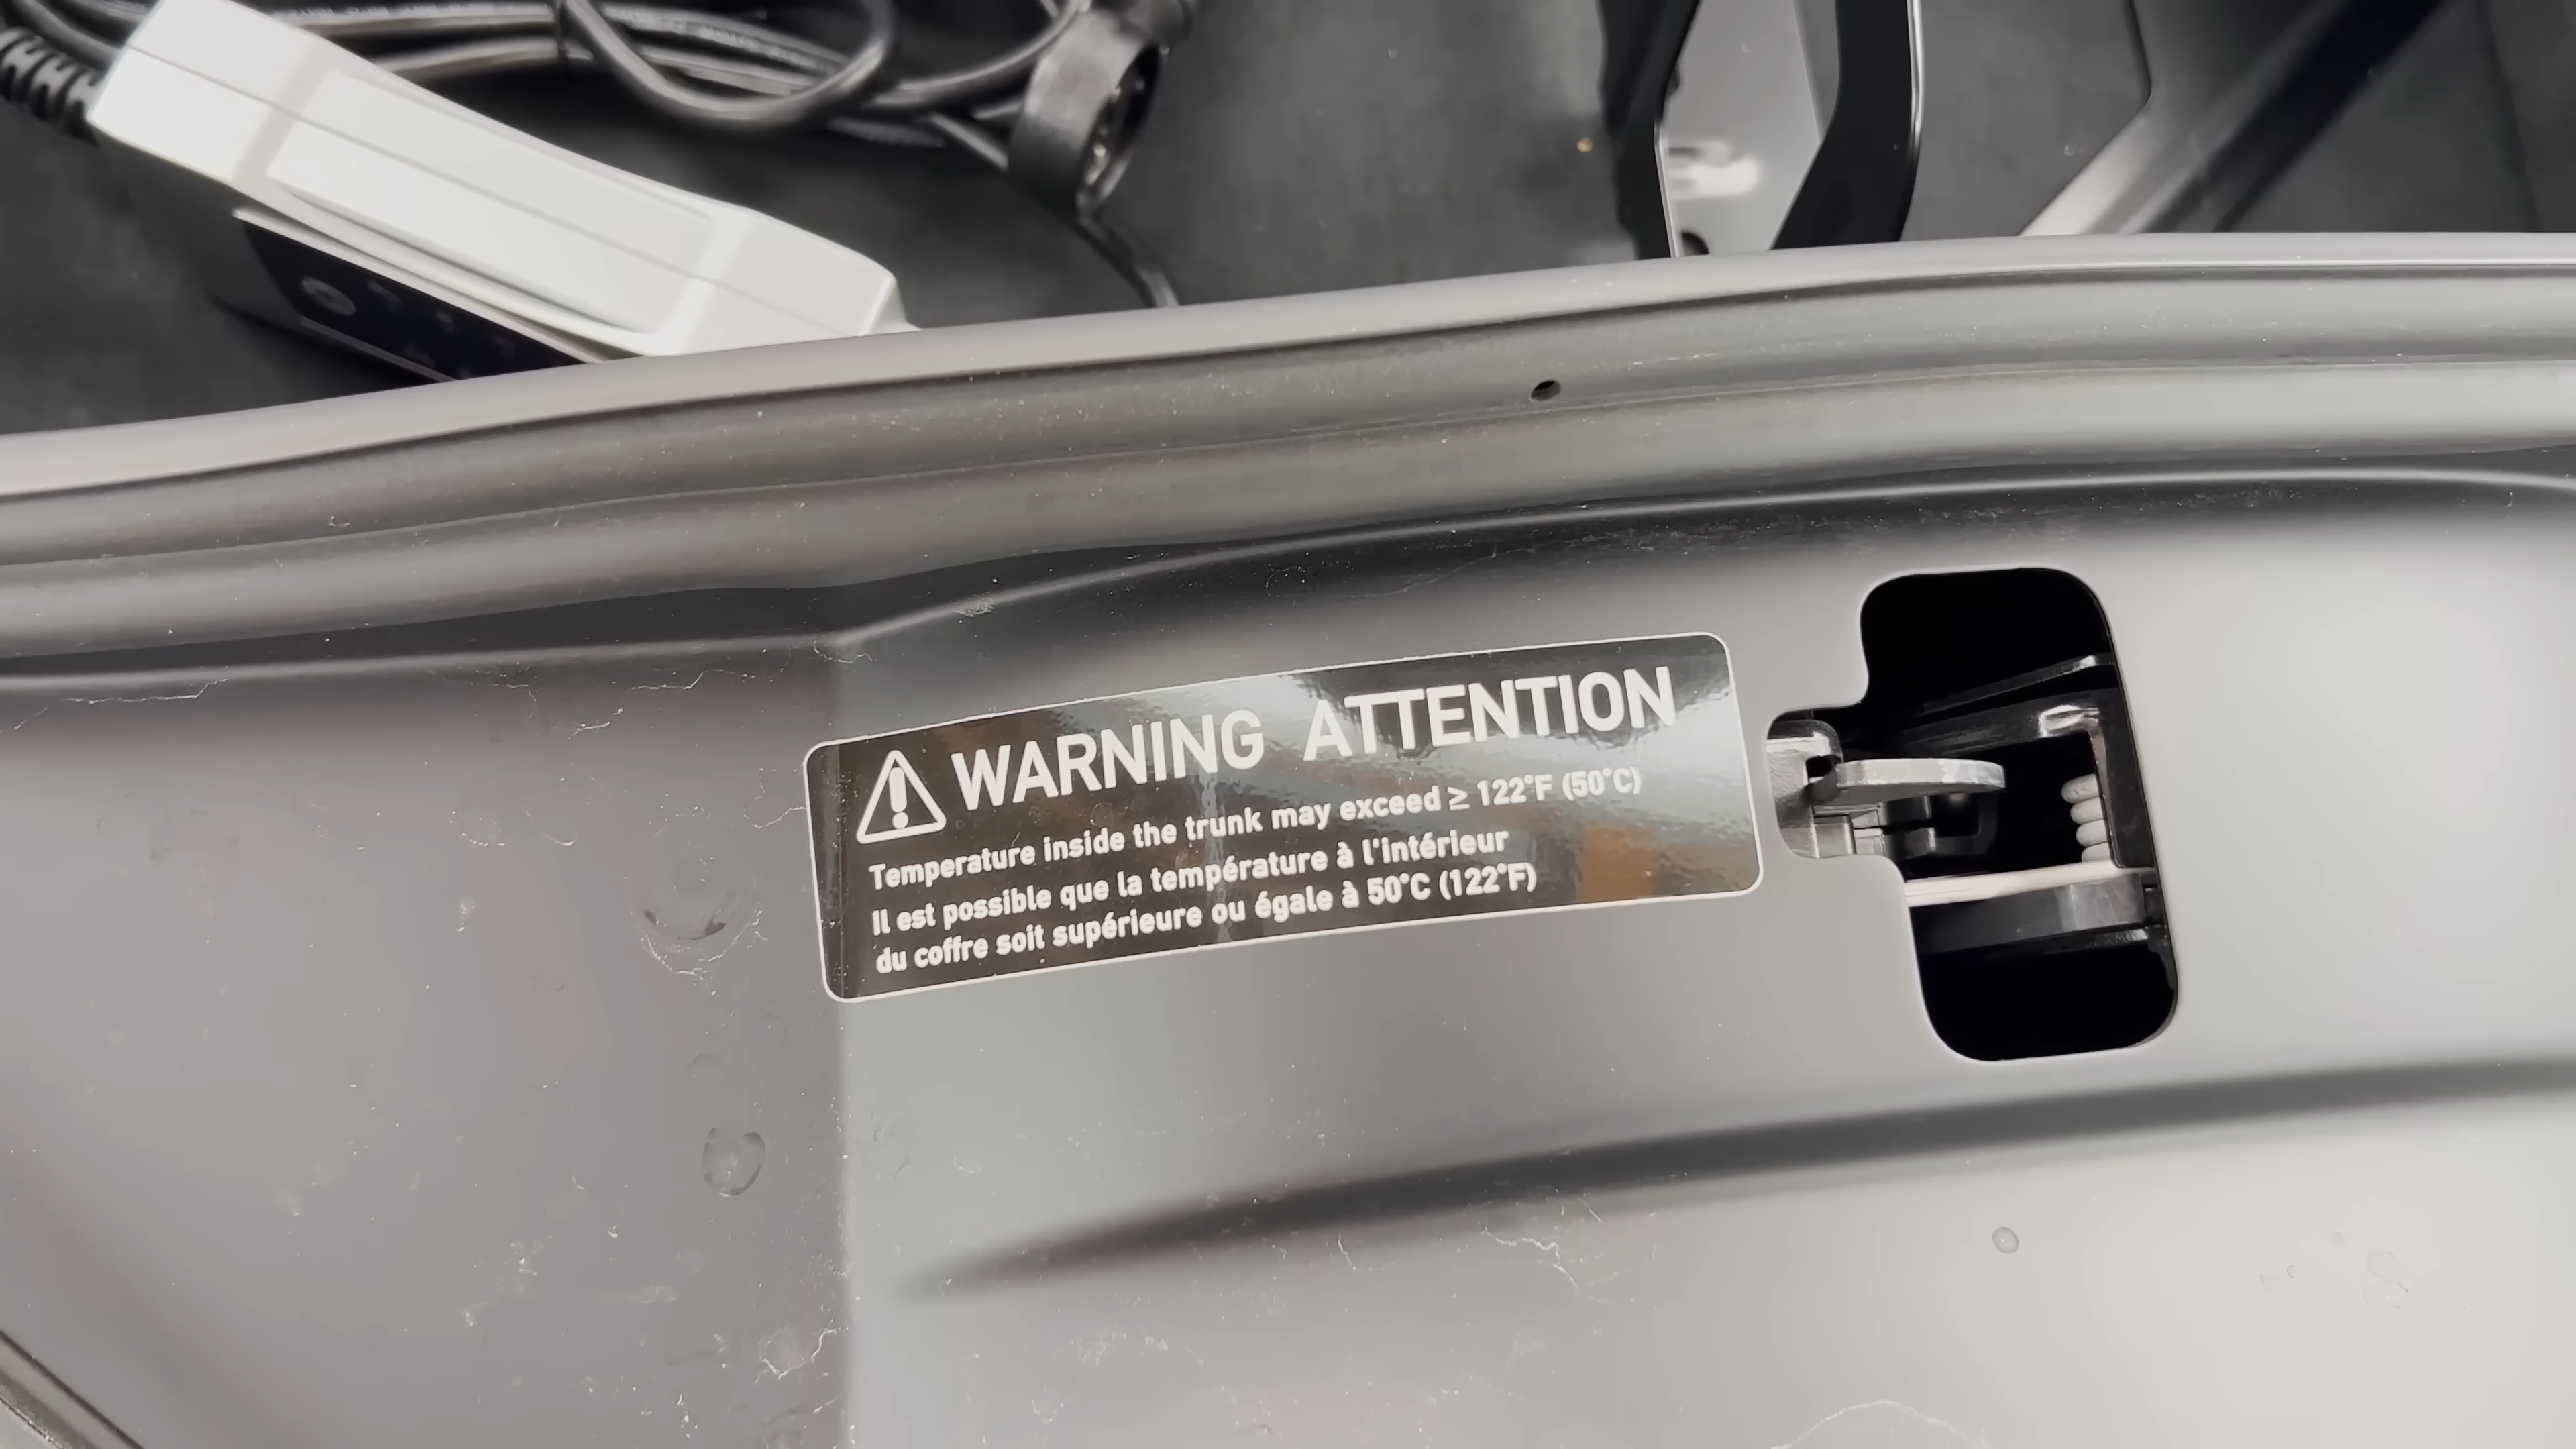 WARNING ATTENTION
Temperature inside the trunk may exceed ≥ 122°F (50°C)
Il est possible que la température à l'intérieur
du coffre soit supérieure ou égale à 50°C (122°F)